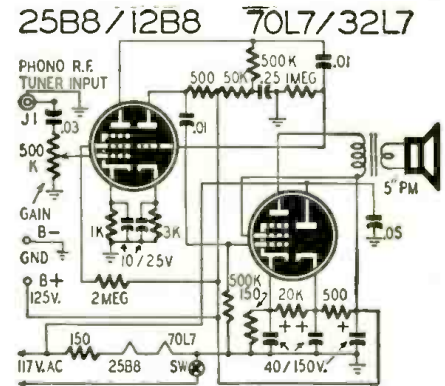 25B8/12B8 70L7/32L7
PHONO R.F.
TUNER INPUT
J1
.03
500
K
GAIN
B-
GND
B+
125V.
500
50K
500K
.25
1MEG
.01
.01
1K
3K
10/25V
2MEG
5" PM
.05
500K
150
20K
500
+
+
+
40/150V.
117V. AC
150
25B8
70L7
SW